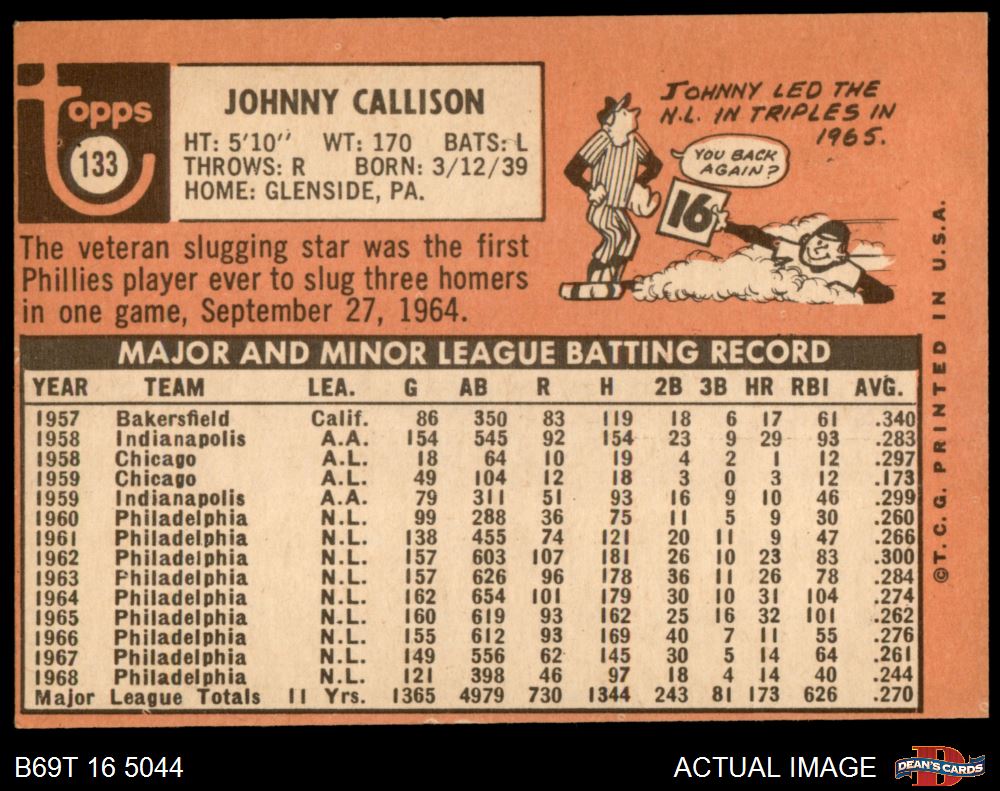 topps
133
JOHNNY CALLISON
HT: 5'10" WT: 170 BATS: L
THROWS: R BORN: 3/12/39
HOME: GLENSIDE, PA.
JOHNNY LED THE
N.L. IN TRIPLES IN
1965.
YOU BACK
AGAIN?
16
The veteran slugging star was the first
Phillies player ever to slug three homers
in one game, September 27, 1964.
MAJOR AND MINOR LEAGUE BATTING RECORD
YEAR TEAM LEA. G AB R H 2B 3B HR RBI AVG.
1957 Bakersfield Calif. 86 350 83 119 18 6 17 61 .340
1958 Indianapolis A.A. 154 545 92 154 23 9 29 93 .283
1958 Chicago A.L. 18 64 10 19 4 2 1 12 .297
1959 Chicago A.L. 49 104 12 18 3 0 3 12 .173
1959 Indianapolis A.A. 79 311 51 93 16 9 10 46 .299
1960 Philadelphia N.L. 99 288 36 75 11 5 9 30 .260
1961 Philadelphia N.L. 138 455 74 121 20 11 9 47 .266
1962 Philadelphia N.L. 157 603 107 181 26 10 23 83 .300
1963 Philadelphia N.L. 157 626 96 178 36 11 26 78 .284
1964 Philadelphia N.L. 162 654 101 179 30 10 31 104 .274
1965 Philadelphia N.L. 160 619 93 162 25 16 32 101 .262
1966 Philadelphia N.L. 155 612 93 169 40 7 11 55 .276
1967 Philadelphia N.L. 149 556 62 145 30 5 14 64 .261
1968 Philadelphia N.L. 121 398 46 97 18 4 14 40 .244
Major League Totals 11 Yrs. 1365 4979 730 1344 243 81 173 626 .270
©T.C.G. PRINTED IN U.S.A.
B69T 16 5044
ACTUAL IMAGE
DEAN'S CARDS